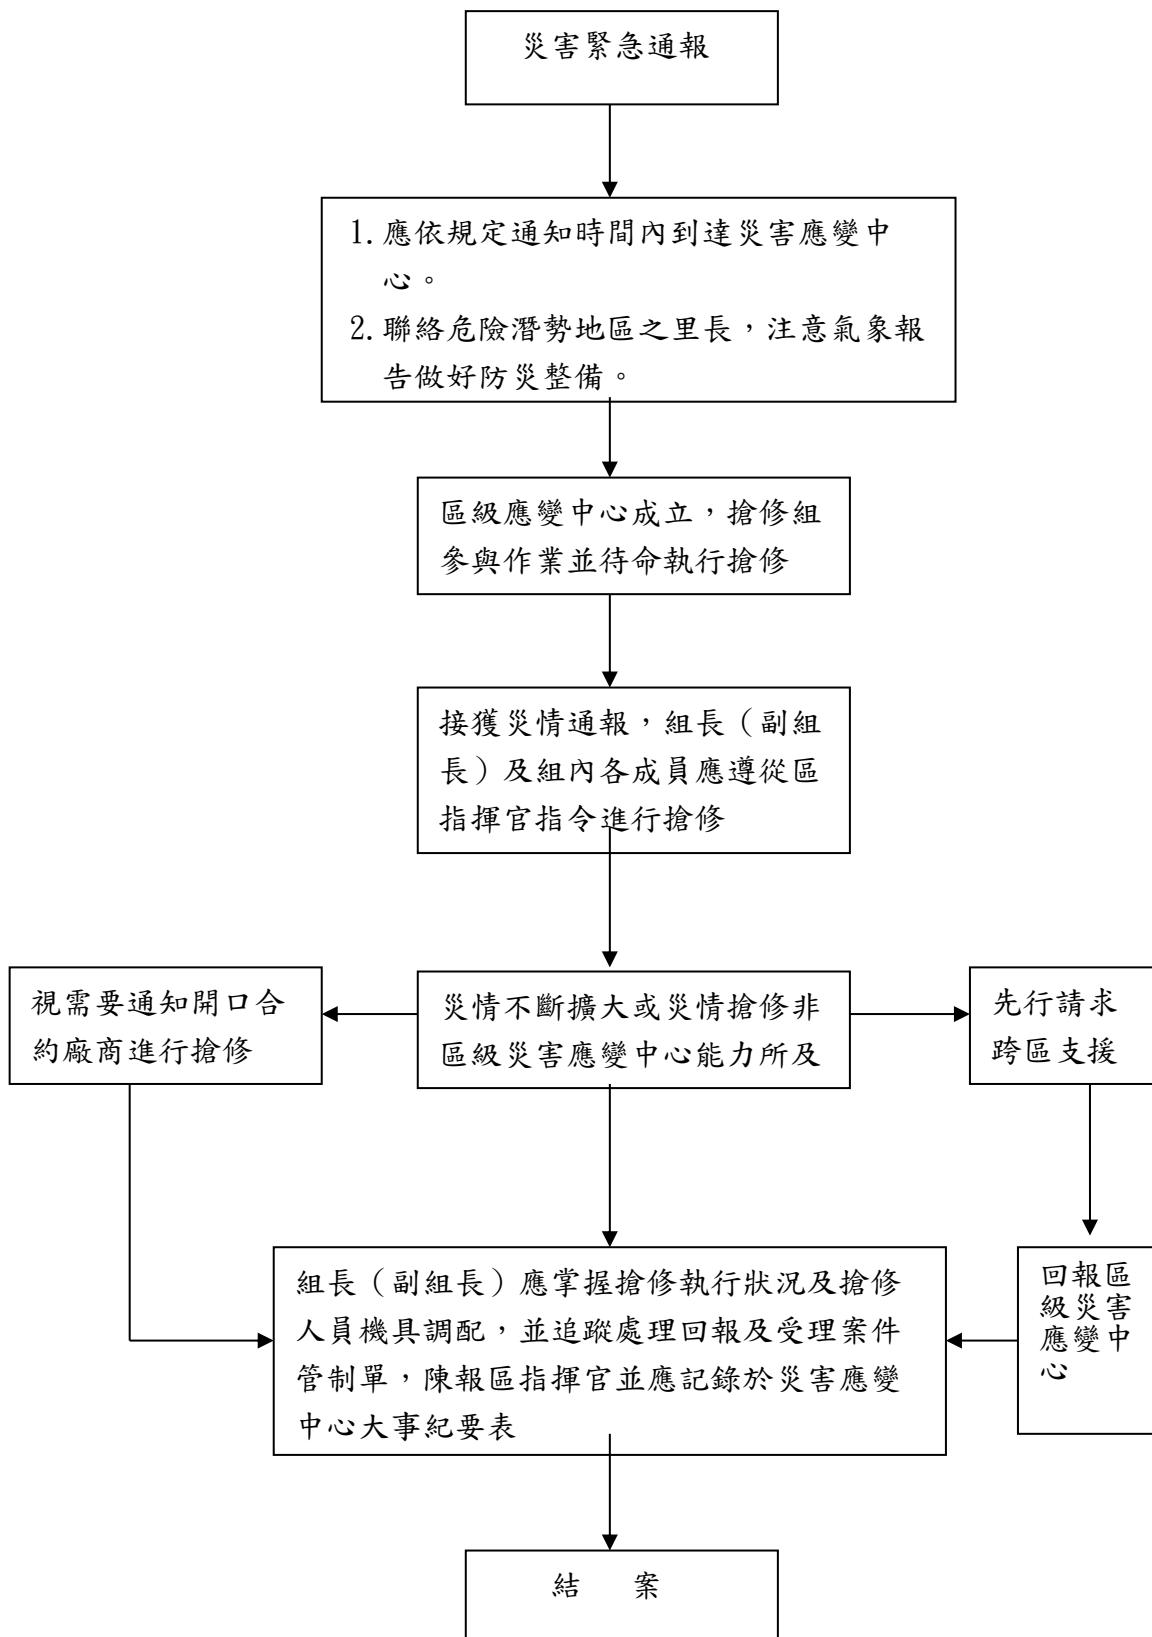 災害緊急通報
1. 應依規定通知時間內到達災害應變中
心。
2. 聯絡危險潛勢地區之里長，注意氣象報
告做好防災整備。
區級應變中心成立，搶修組
參與作業並待命執行搶修
接獲災情通報，組長（副組
長）及組內各成員應遵從區
指揮官指令進行搶修
視需要通知開口合
約廠商進行搶修
災情不斷擴大或災情搶修非
區級災害應變中心能力所及
先行請求
跨區支援
組長（副組長）應掌握搶修執行狀況及搶修
人員機具調配，並追蹤處理回報及受理案件
管制單，陳報區指揮官並應記錄於災害應變
中心大事紀要表
回報區
級災害
應變中
心
結　案